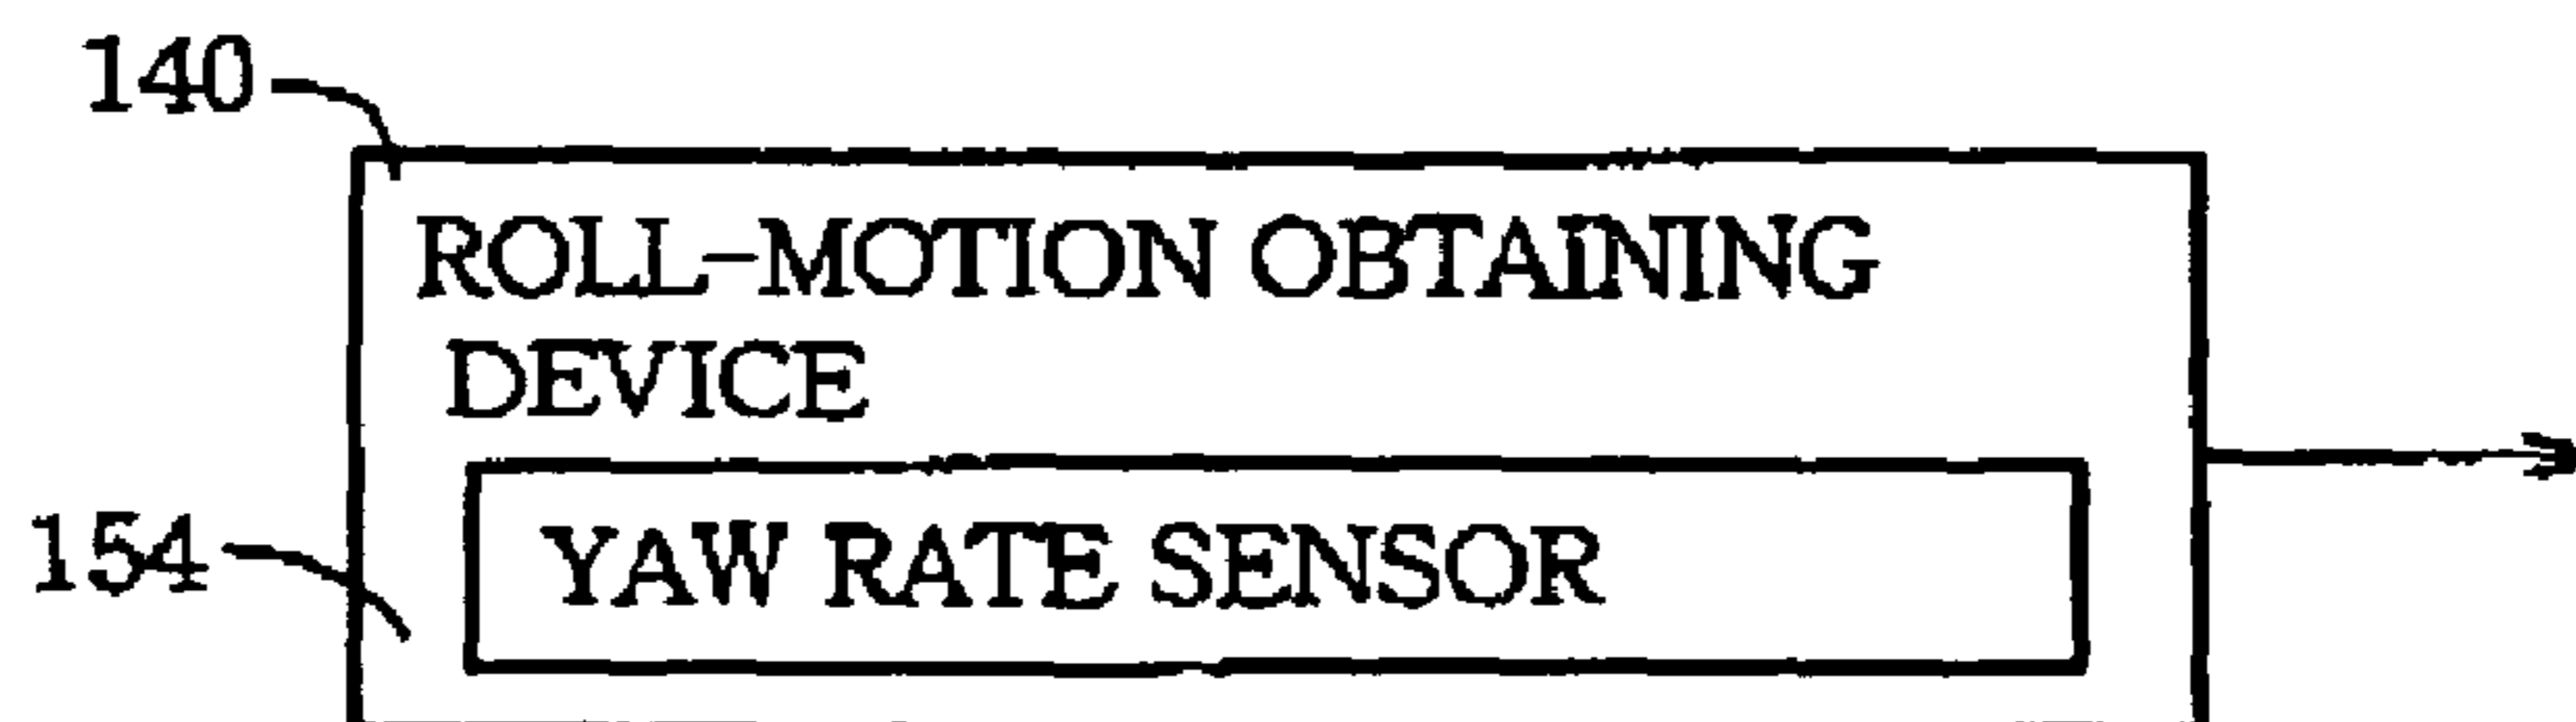 140
ROLL-MOTION OBTAINING
DEVICE
154
YAW RATE SENSOR